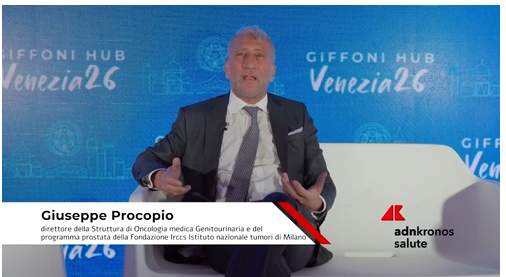 GIFFONI HUB
Venezia26
GIFFONI HUB
Venezia26
GIFFONI
Venezia
Giuseppe Procopio
direttore della Struttura di Oncologia medica Genitourinaria e del
programma prostata della Fondazione Irccs Istituto nazionale tumori di Milano
adnkronos
salute